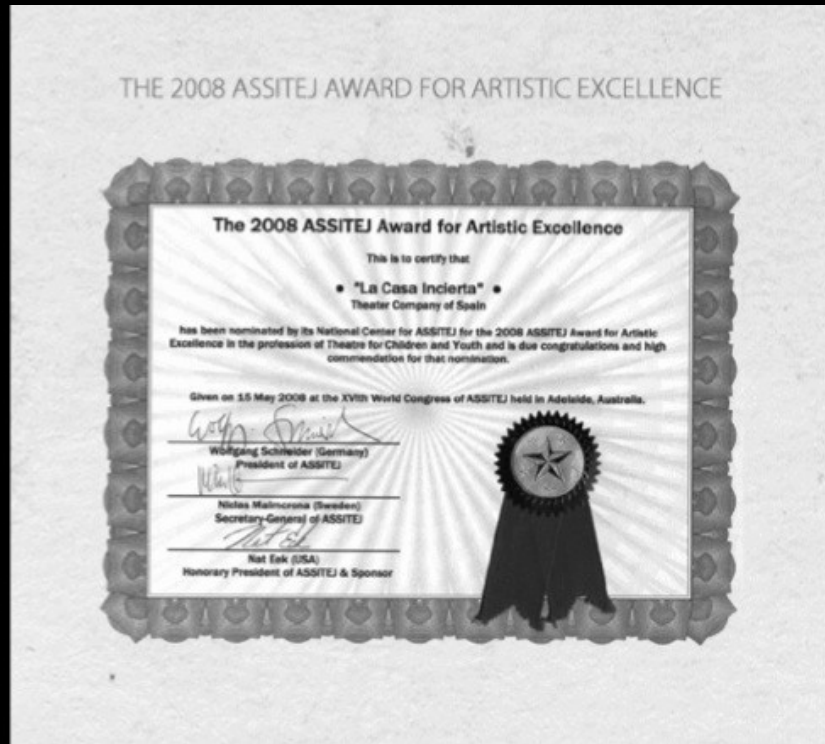 THE 2008 ASSITEJ AWARD FOR ARTISTIC EXCELLENCE
The 2008 ASSITEJ Award for Artistic Excellence
This is to certify that
• "La Casa Incierta" •
Theater Company of Spain
has been nominated by its National Center for ASSITEJ for the 2008 ASSITEJ Award for Artistic
Excellence in the profession of Theatre for Children and Youth and is due congratulations and high
commendation for that nomination.
Given on 15 May 2008 at the XVIth World Congress of ASSITEJ held in Adelaide, Australia.
Wolfgang Schneider (Germany)
President of ASSITEJ
Niclas Malmcrona (Sweden)
Secretary-General of ASSITEJ
Nat Eek
Nat Eek (USA)
Honorary President of ASSITEJ & Sponsor